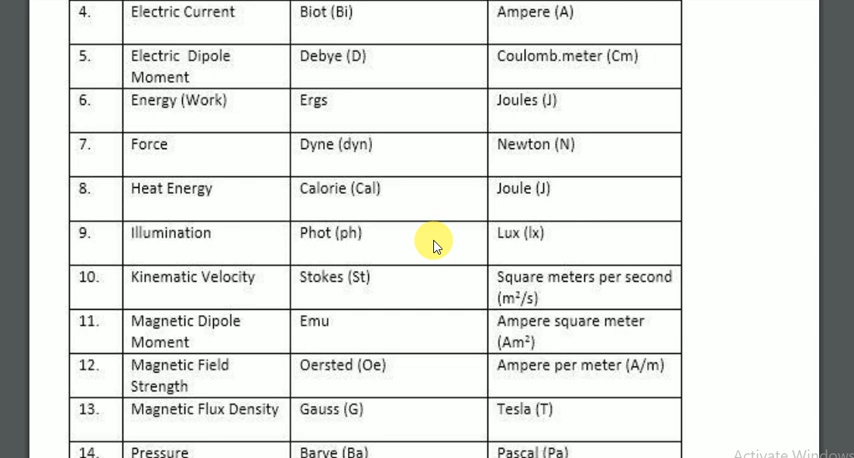 4. Electric Current Biot (Bi) Ampere (A)
5. Electric Dipole Debye (D) Coulomb.meter (Cm)
Moment
6. Energy (Work) Ergs Joules (J)
7. Force Dyne (dyn) Newton (N)
8. Heat Energy Calorie (Cal) Joule (J)
9. Illumination Phot (ph) Lux (lx)
10. Kinematic Velocity Stokes (St) Square meters per second
(m²/s)
11. Magnetic Dipole Emu Ampere square meter
Moment (Am²)
12. Magnetic Field Oersted (Oe) Ampere per meter (A/m)
Strength
13. Magnetic Flux Density Gauss (G) Tesla (T)
14. Pressure Barye (Ba) Pascal (Pa)
Activate Windows